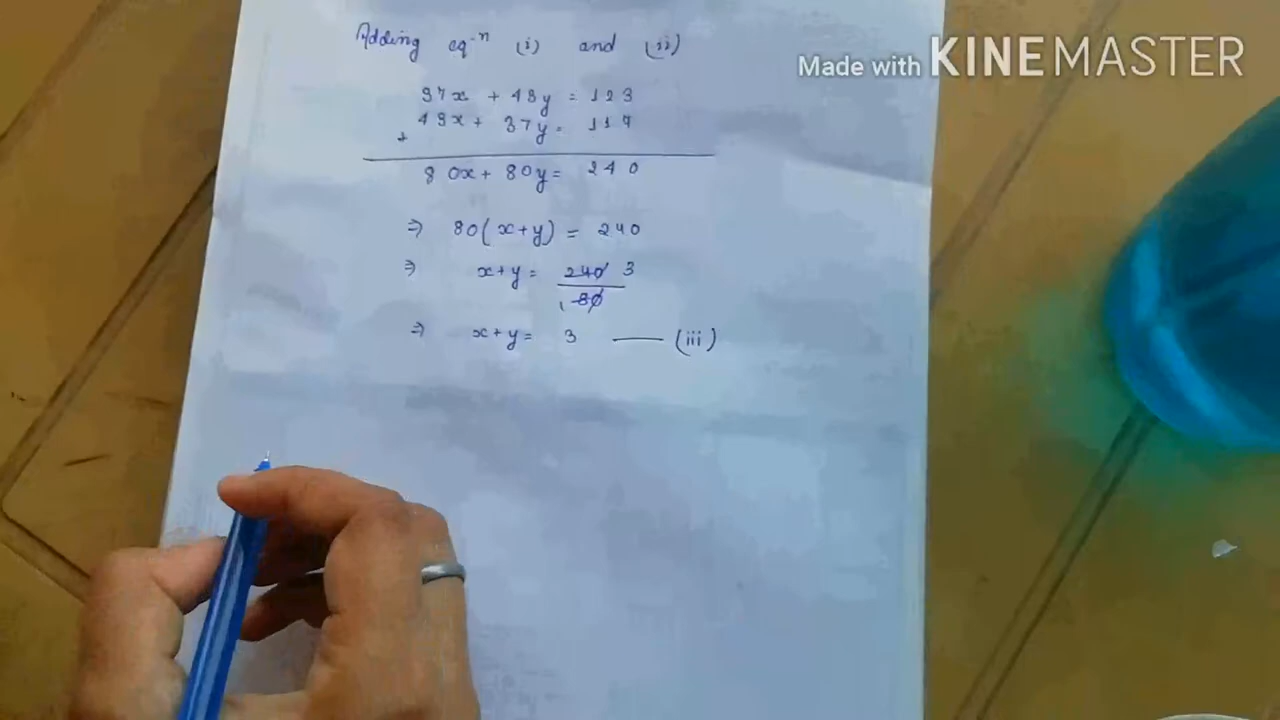 Adding eq-n (i) and (ii)
Made with KINEMASTER
37x + 43y = 123
+ 43x + 37y = 117
80x + 80y = 240
⇒ 80(x+y) = 240
⇒ x+y = 240 3
1 80
⇒ x+y = 3 —— (iii)